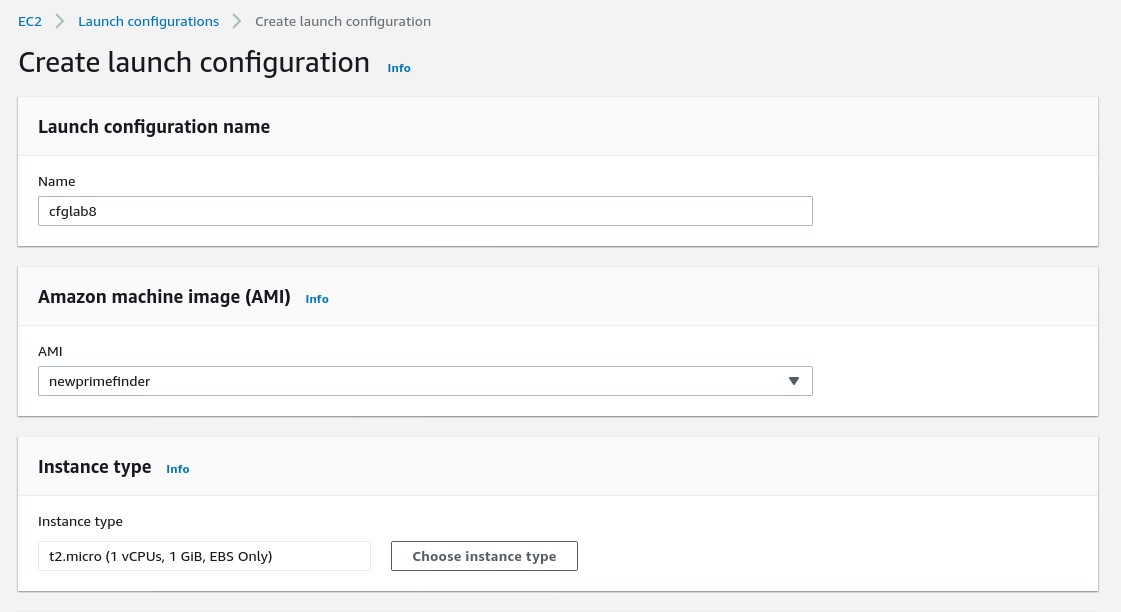 EC2 Launch configurations Create launch configuration
Create launch configuration Info
Launch configuration name
Name
cfglab8
Amazon machine image (AMI) Info
AMI
newprimefinder
Instance type Info
Instance type
t2.micro (1 vCPUs, 1 GiB, EBS Only) Choose instance type